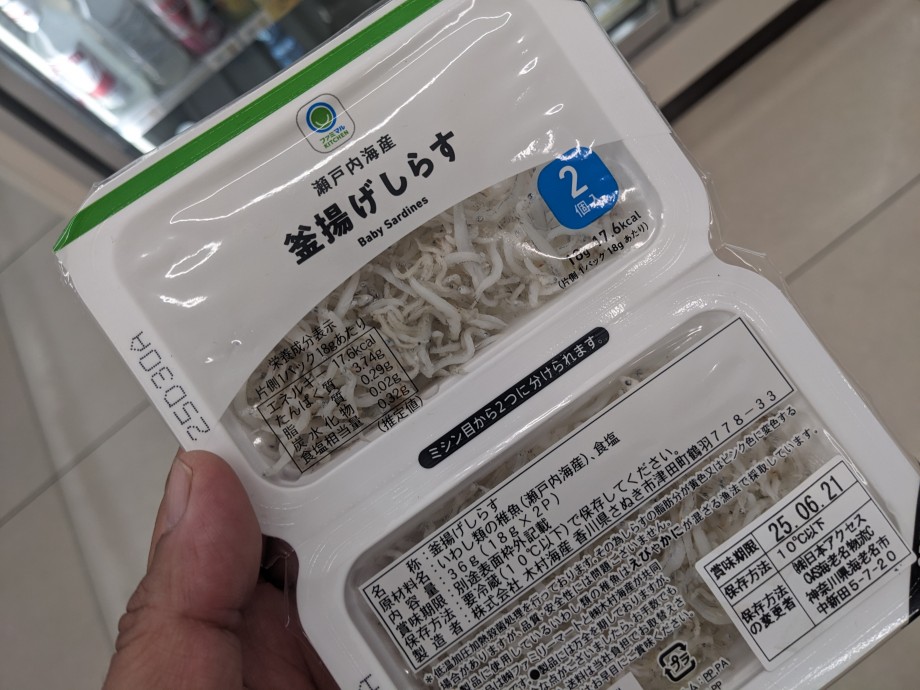 ファミマル
KITCHEN
瀬戸内海産
釜揚げしらす
Baby Sardines
2
個入
18g 17.6kcal
(片側1パック 18gあたり)
栄養成分表示
片側1パック18gあたり
エネルギー 17.6kcal
たんぱく質 3.74g
脂質 0.29g
炭水化物 0.02g
食塩相当量 0.32g
(推定値)
250302
ミシン目から2つに分けられます。
名称:釜揚げしらす
原材料名:いわし類の稚魚(瀬戸内海産)、食塩
内容量:36g(18g×2P)
賞味期限:別途表面枠外記載
保存方法:要冷蔵(10℃以下)で保存してください。
製造者:株式会社 木村海産 香川県さぬき市津田町鶴羽778-33
賞味期限 25.06.21
保存方法 10℃以下
保存方法の変更者
㈱日本アクセス
神奈川県海老名市
中新田5-7-20
プラ